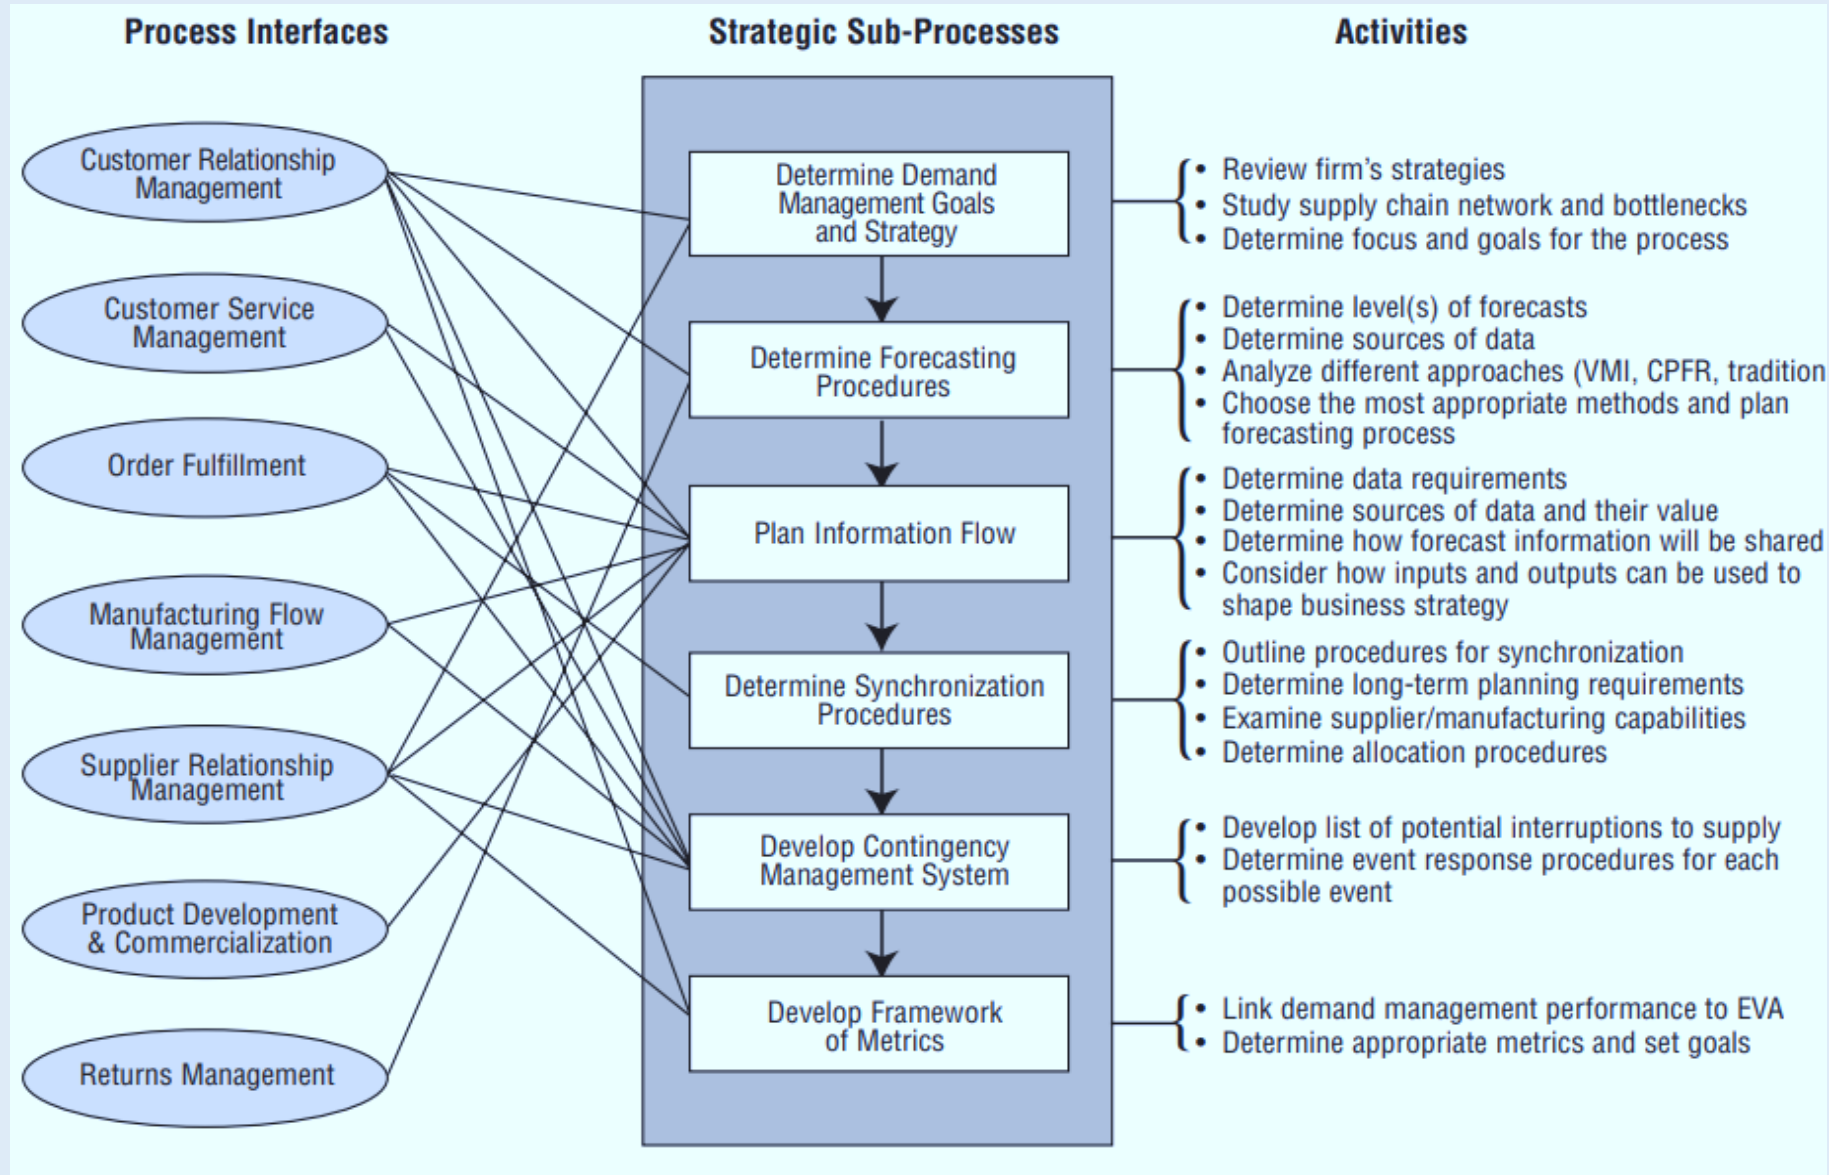 Process Interfaces
Strategic Sub-Processes
Activities
Customer Relationship
Management
Customer Service
Management
Order Fulfillment
Manufacturing Flow
Management
Supplier Relationship
Management
Product Development
& Commercialization
Returns Management
Determine Demand
Management Goals
and Strategy
Determine Forecasting
Procedures
Plan Information Flow
Determine Synchronization
Procedures
Develop Contingency
Management System
Develop Framework
of Metrics
• Review firm's strategies
• Study supply chain network and bottlenecks
• Determine focus and goals for the process
• Determine level(s) of forecasts
• Determine sources of data
• Analyze different approaches (VMI, CPFR, tradition
• Choose the most appropriate methods and plan
forecasting process
• Determine data requirements
• Determine sources of data and their value
• Determine how forecast information will be shared
• Consider how inputs and outputs can be used to
shape business strategy
• Outline procedures for synchronization
• Determine long-term planning requirements
• Examine supplier/manufacturing capabilities
• Determine allocation procedures
• Develop list of potential interruptions to supply
• Determine event response procedures for each
possible event
• Link demand management performance to EVA
• Determine appropriate metrics and set goals